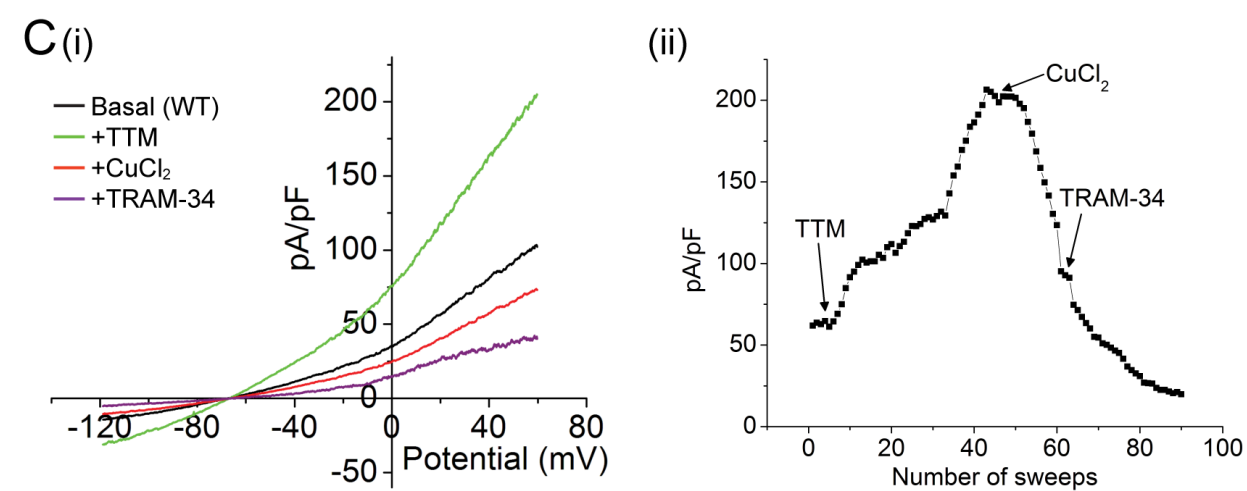 C (i)
Basal (WT)
+TTM
+CuCl₂
+TRAM-34
pA/pF
200
150
100
50
0
-50
-120
-80
-40
0
40
80
Potential (mV)
(ii)
pA/pF
200
150
100
50
0
TTM
CuCl₂
TRAM-34
0
20
40
60
80
100
Number of sweeps